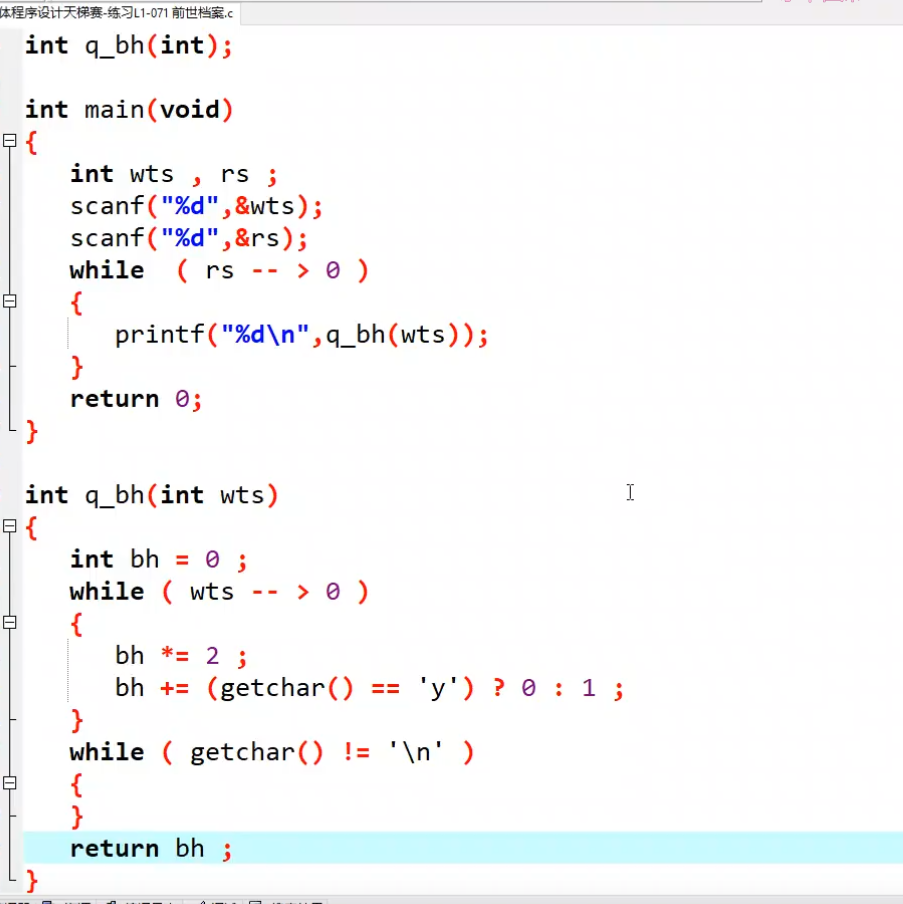 体程序设计天梯赛-练习L1-071 前世档案.c
int q_bh(int);
int main(void)
{
int wts , rs ;
scanf("%d",&wts);
scanf("%d",&rs);
while ( rs -- > 0 )
{
printf("%d\n",q_bh(wts));
}
return 0;
}
int q_bh(int wts)
{
int bh = 0 ;
while ( wts -- > 0 )
{
bh *= 2 ;
bh += (getchar() == 'y') ? 0 : 1 ;
}
while ( getchar() != '\n' )
{
}
return bh ;
}